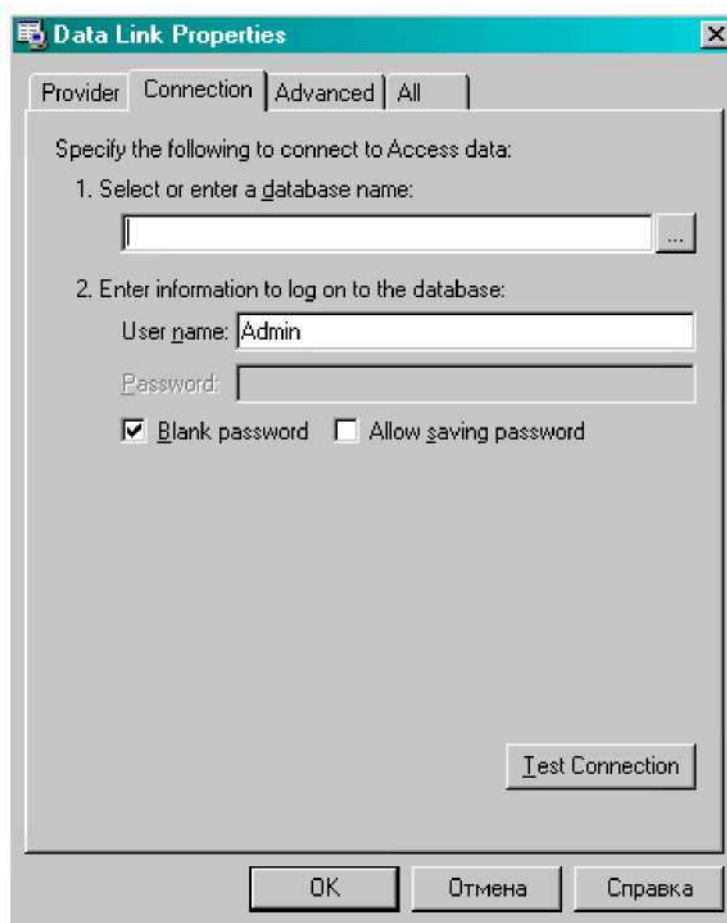 Data Link Properties
Provider Connection Advanced All
Specify the following to connect to Access data:
1. Select or enter a database name:
...
2. Enter information to log on to the database:
User name: Admin
Password:
Blank password Allow saving password
Test Connection
OK Отмена Справка